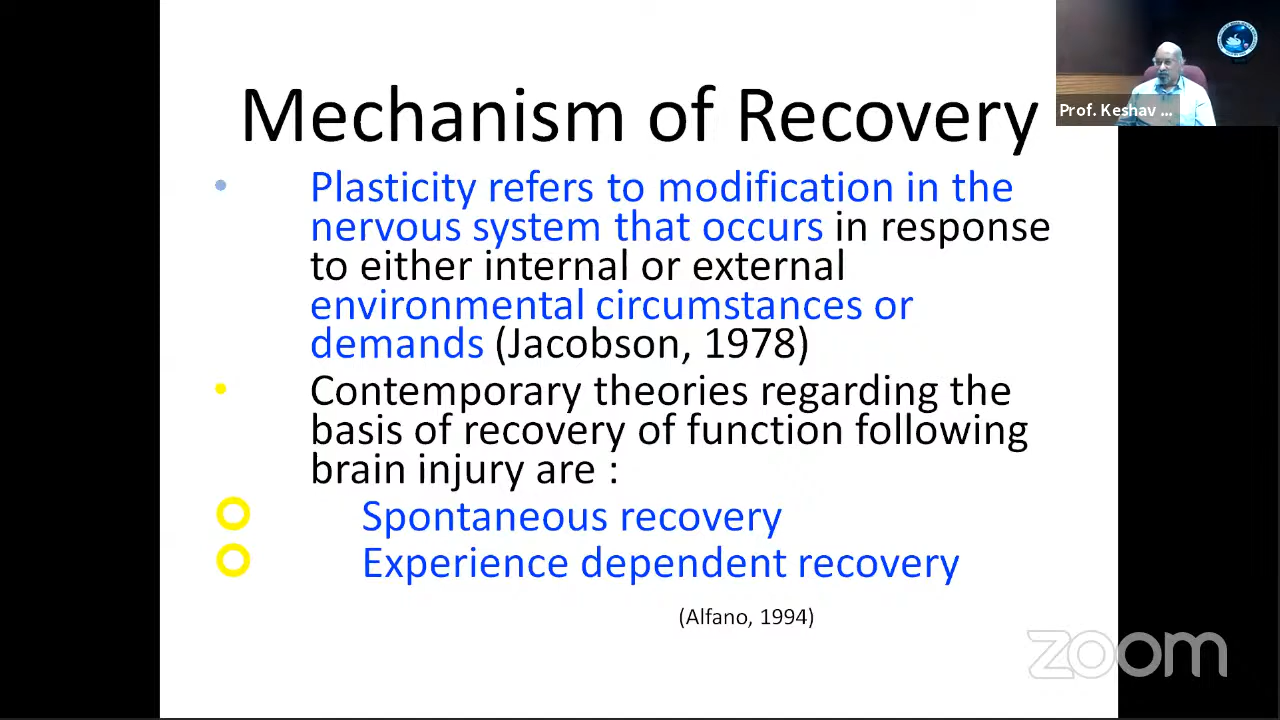 Mechanism of Recovery
Prof. Keshav ...
• Plasticity refers to modification in the
nervous system that occurs in response
to either internal or external
environmental circumstances or
demands (Jacobson, 1978)
• Contemporary theories regarding the
basis of recovery of function following
brain injury are :
Spontaneous recovery
Experience dependent recovery
(Alfano, 1994)
zoom